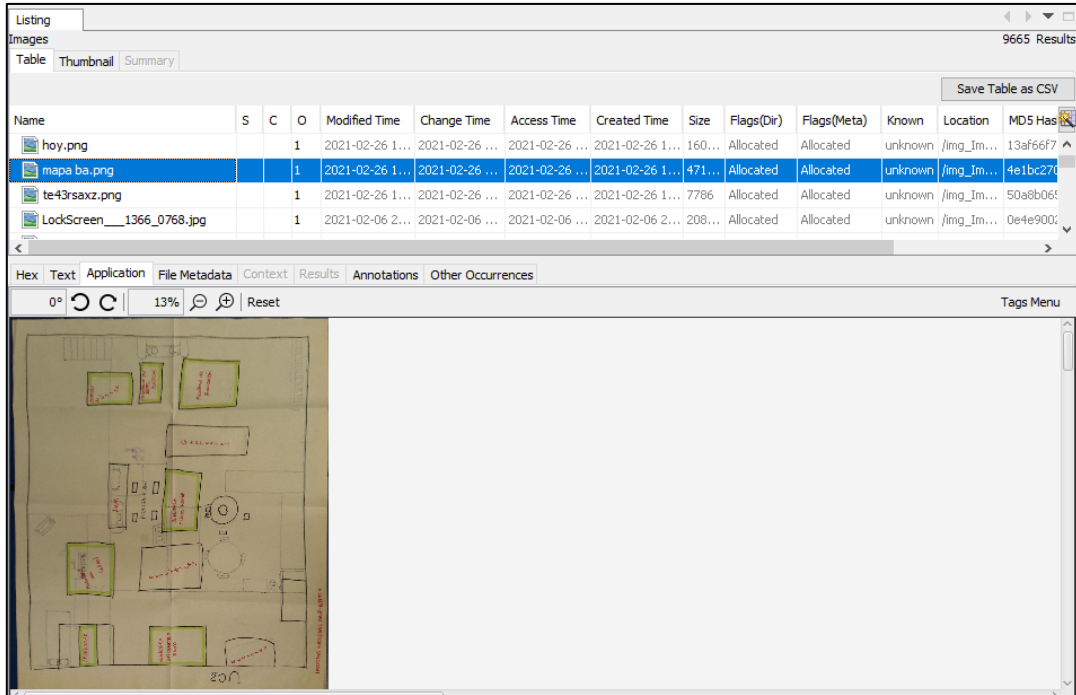 Listing
Images
9665 Results
Table Thumbnail Summary
Save Table as CSV
Name S C O Modified Time Change Time Access Time Created Time Size Flags(Dir) Flags(Meta) Known Location MD5 Has
hoy.png 1 2021-02-26 1... 2021-02-26 ... 2021-02-26 ... 2021-02-26 1... 160... Allocated Allocated unknown /img_Im... 13af66f7
mapa ba.png 1 2021-02-26 1... 2021-02-26 ... 2021-02-26 ... 2021-02-26 1... 471... Allocated Allocated unknown /img_Im... 4e1bc270
te43rsaxz.png 1 2021-02-26 1... 2021-02-26 ... 2021-02-26 ... 2021-02-26 1... 7786 Allocated Allocated unknown /img_Im... 50a8b065
LockScreen___1366_0768.jpg 1 2021-02-06 2... 2021-02-06 ... 2021-02-06 ... 2021-02-06 2... 208... Allocated Allocated unknown /img_Im... 0e4e9002
Hex Text Application File Metadata Context Results Annotations Other Occurrences
0° 13% Reset
Tags Menu